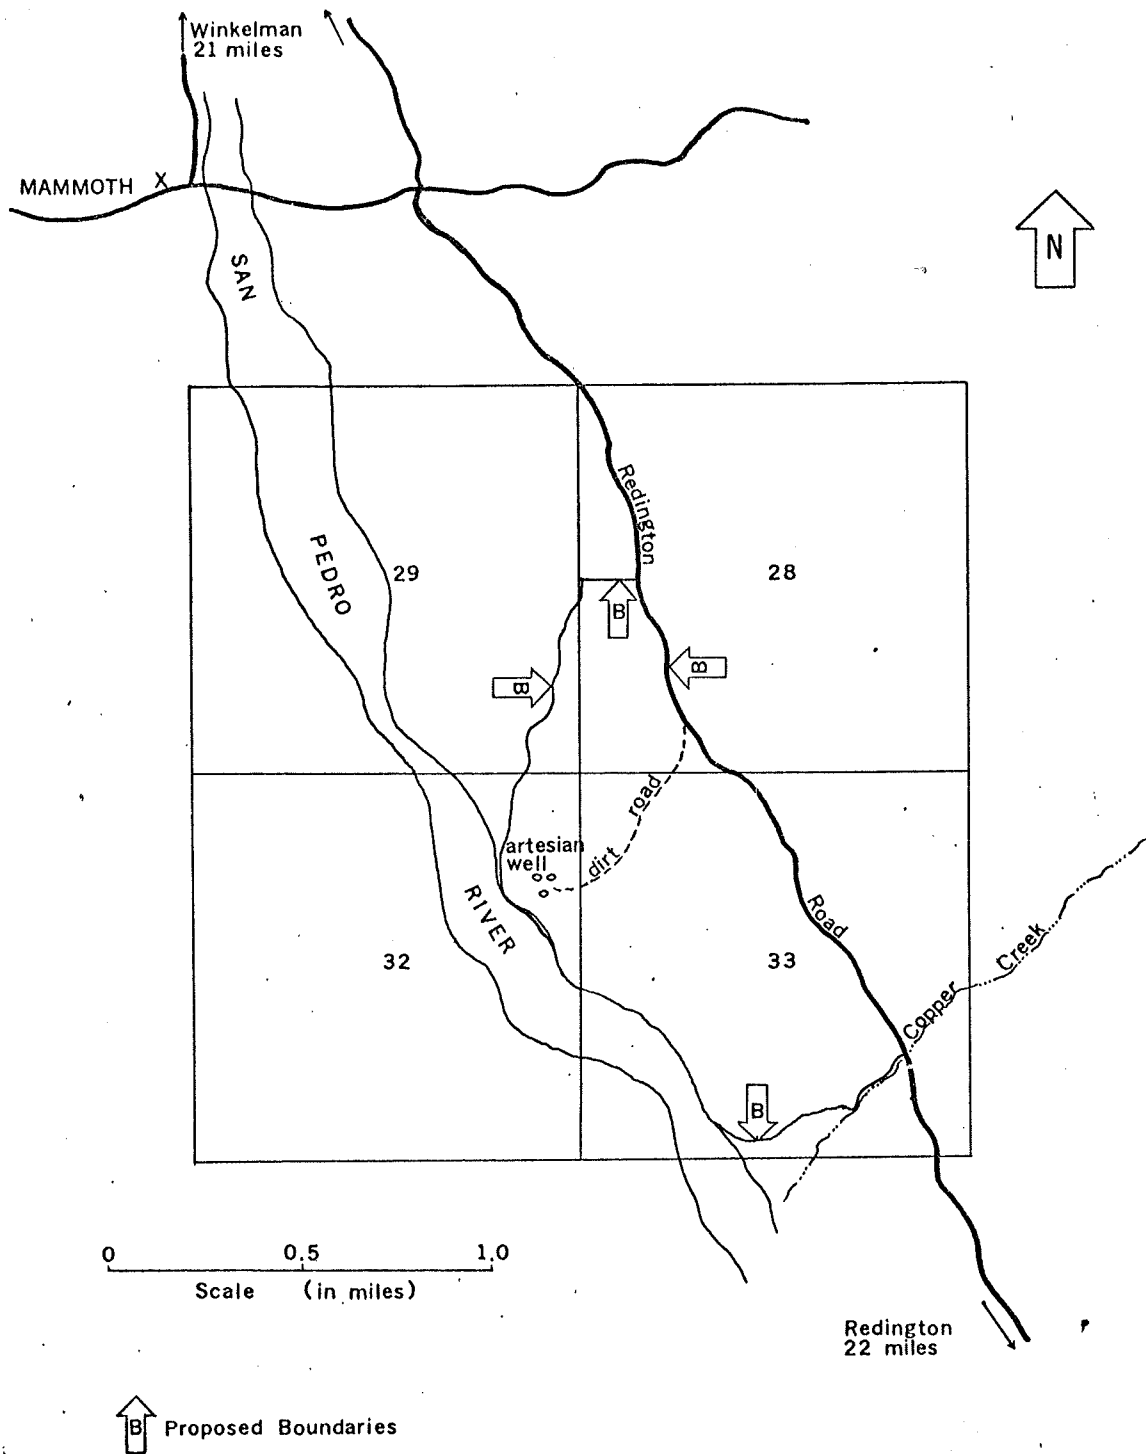 Winkelman
21 miles
MAMMOTH X
N
SAN
PEDRO
RIVER
Redington
Road
29
28
B
B
B
dirt road
artesian
well
32
33
Copper Creek
B
0 0.5 1.0
Scale (in miles)
Redington
22 miles
B Proposed Boundaries